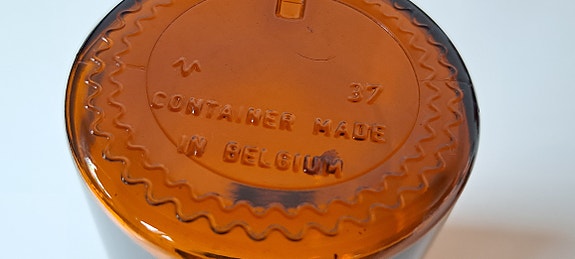 37
CONTAINER MADE
IN BELGIUM